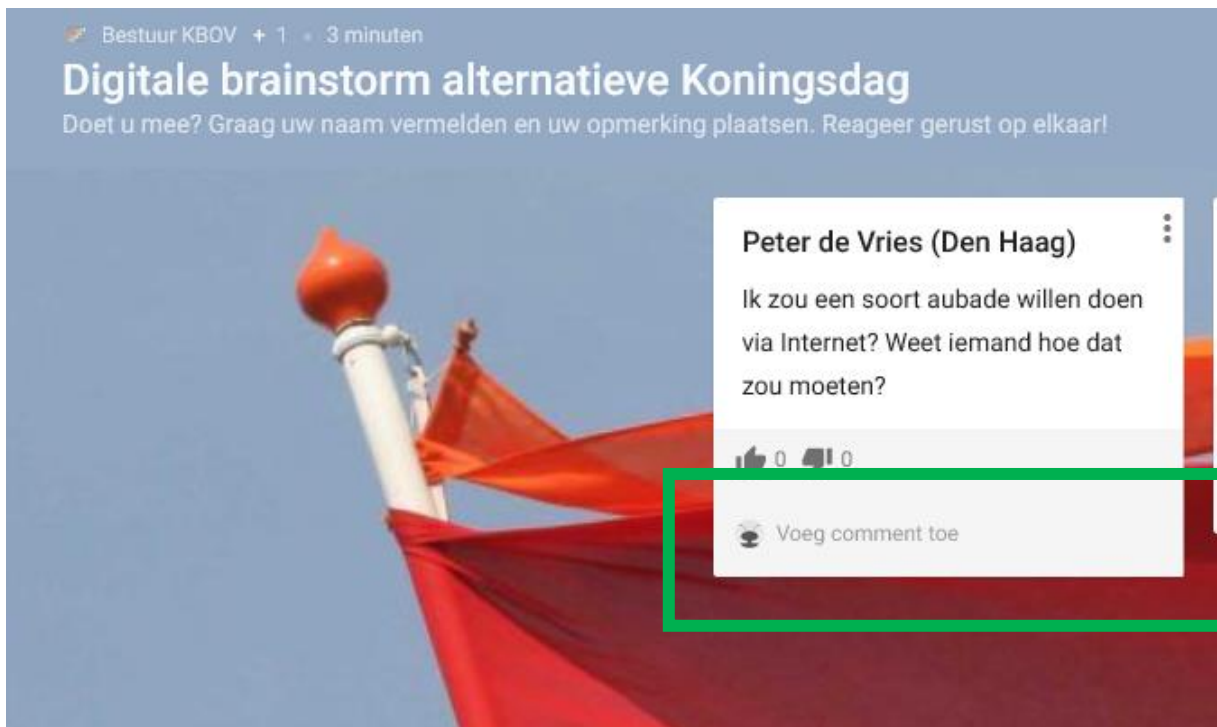 Bestuur KBOV + 1 • 3 minuten
Digitale brainstorm alternatieve Koningsdag
Doet u mee? Graag uw naam vermelden en uw opmerking plaatsen. Reageer gerust op elkaar!
Peter de Vries (Den Haag)
Ik zou een soort aubade willen doen
via Internet? Weet iemand hoe dat
zou moeten?
0 0
Voeg comment toe